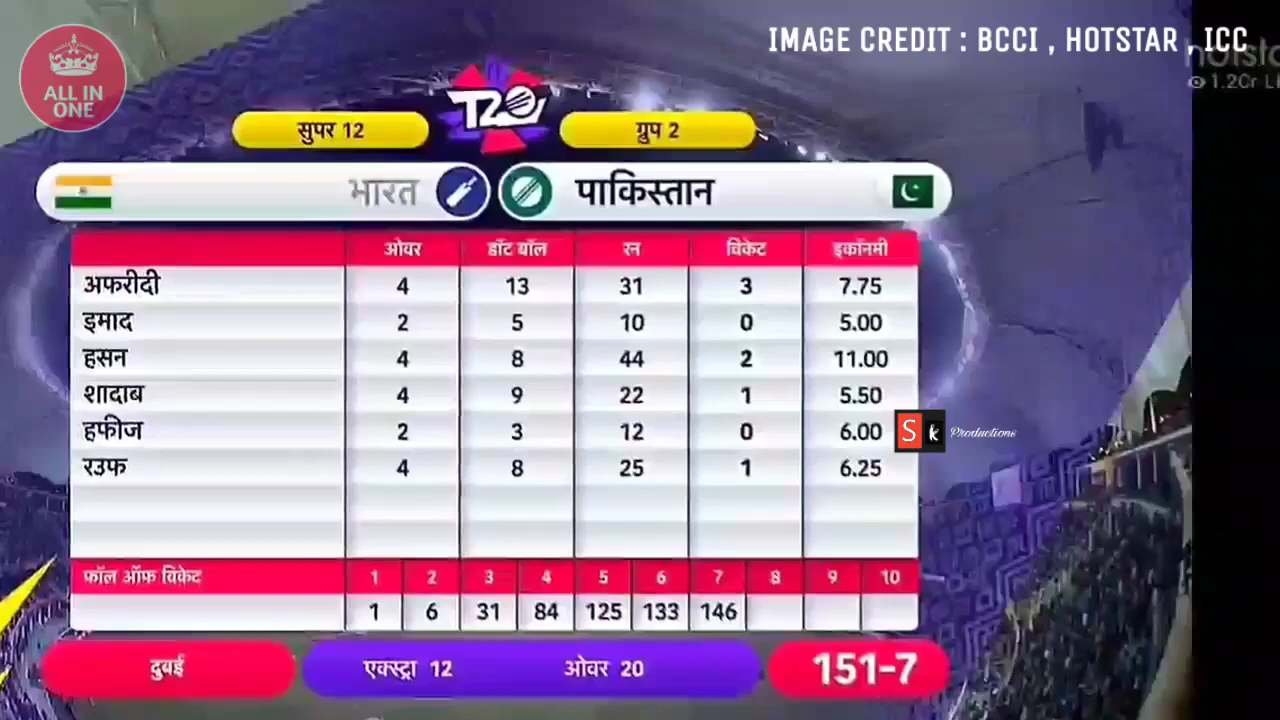 IMAGE CREDIT : BCCI , HOTSTAR , ICC
1.2Cr
ALL IN
ONE
T20
सुपर 12
ग्रुप 2
भारत
पाकिस्तान
ओवर डॉट बॉल रन विकेट इकॉनमी
अफरीदी 4 13 31 3 7.75
इमाद 2 5 10 0 5.00
हसन 4 8 44 2 11.00
शादाब 4 9 22 1 5.50
हफीज 2 3 12 0 6.00
रउफ 4 8 25 1 6.25
SK Productions
फॉल ऑफ विकेट 1 2 3 4 5 6 7 8 9 10
1 6 31 84 125 133 146
दुबई
एक्स्ट्रा 12 ओवर 20
151-7